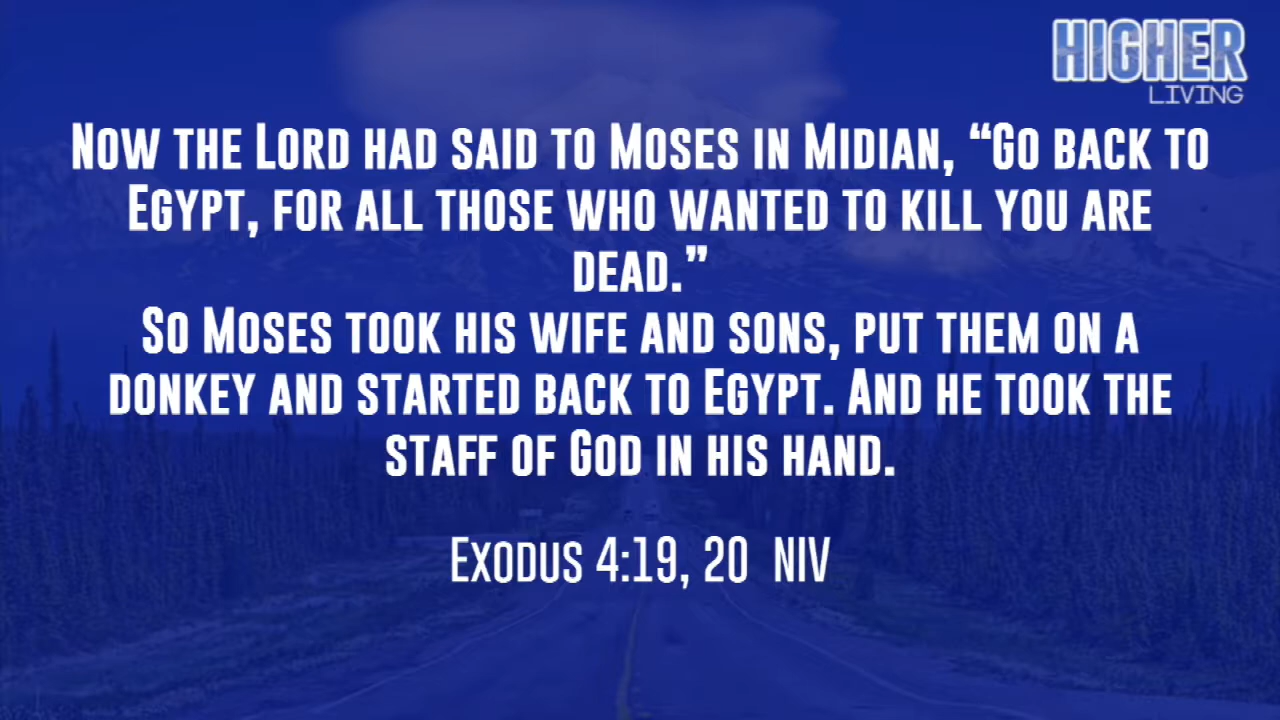 HIGHER
LIVING
Now the Lord had said to Moses in Midian, “Go back to
Egypt, for all those who wanted to kill you are
dead.”
So Moses took his wife and sons, put them on a
donkey and started back to Egypt. And he took the
staff of God in his hand.
Exodus 4:19, 20 NIV